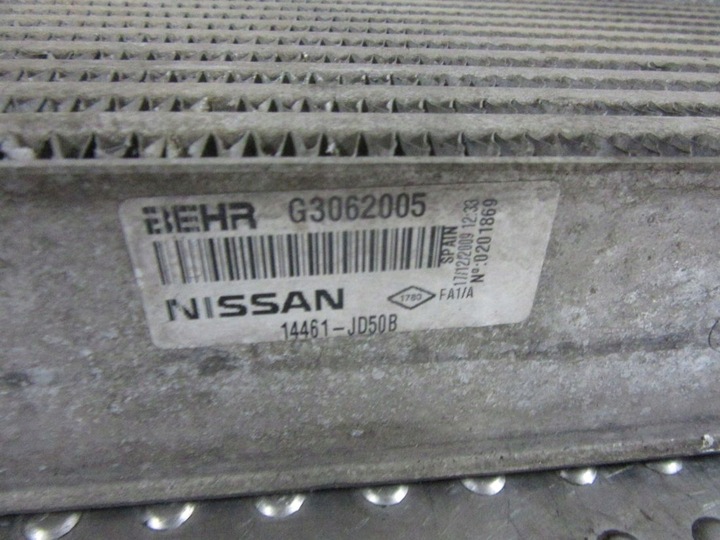 BEHR G3062005
SPAIN
17/12/2009 12:33
Nº:0201869
NISSAN 1780 FA1/A
14461-JD50B